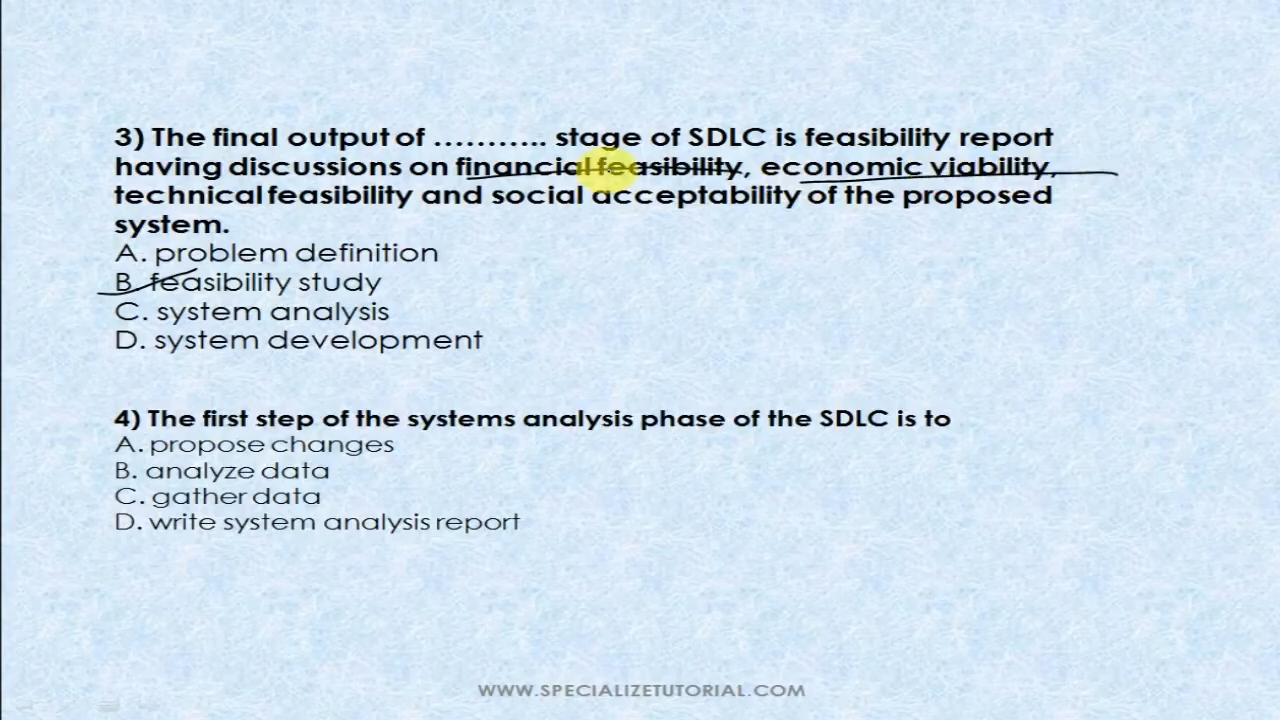 3) The final output of ........... stage of SDLC is feasibility report
having discussions on financial feasibility, economic viability,
technical feasibility and social acceptability of the proposed
system.
A. problem definition
B. feasibility study
C. system analysis
D. system development
4) The first step of the systems analysis phase of the SDLC is to
A. propose changes
B. analyze data
C. gather data
D. write system analysis report
WWW.SPECIALIZETUTORIAL.COM